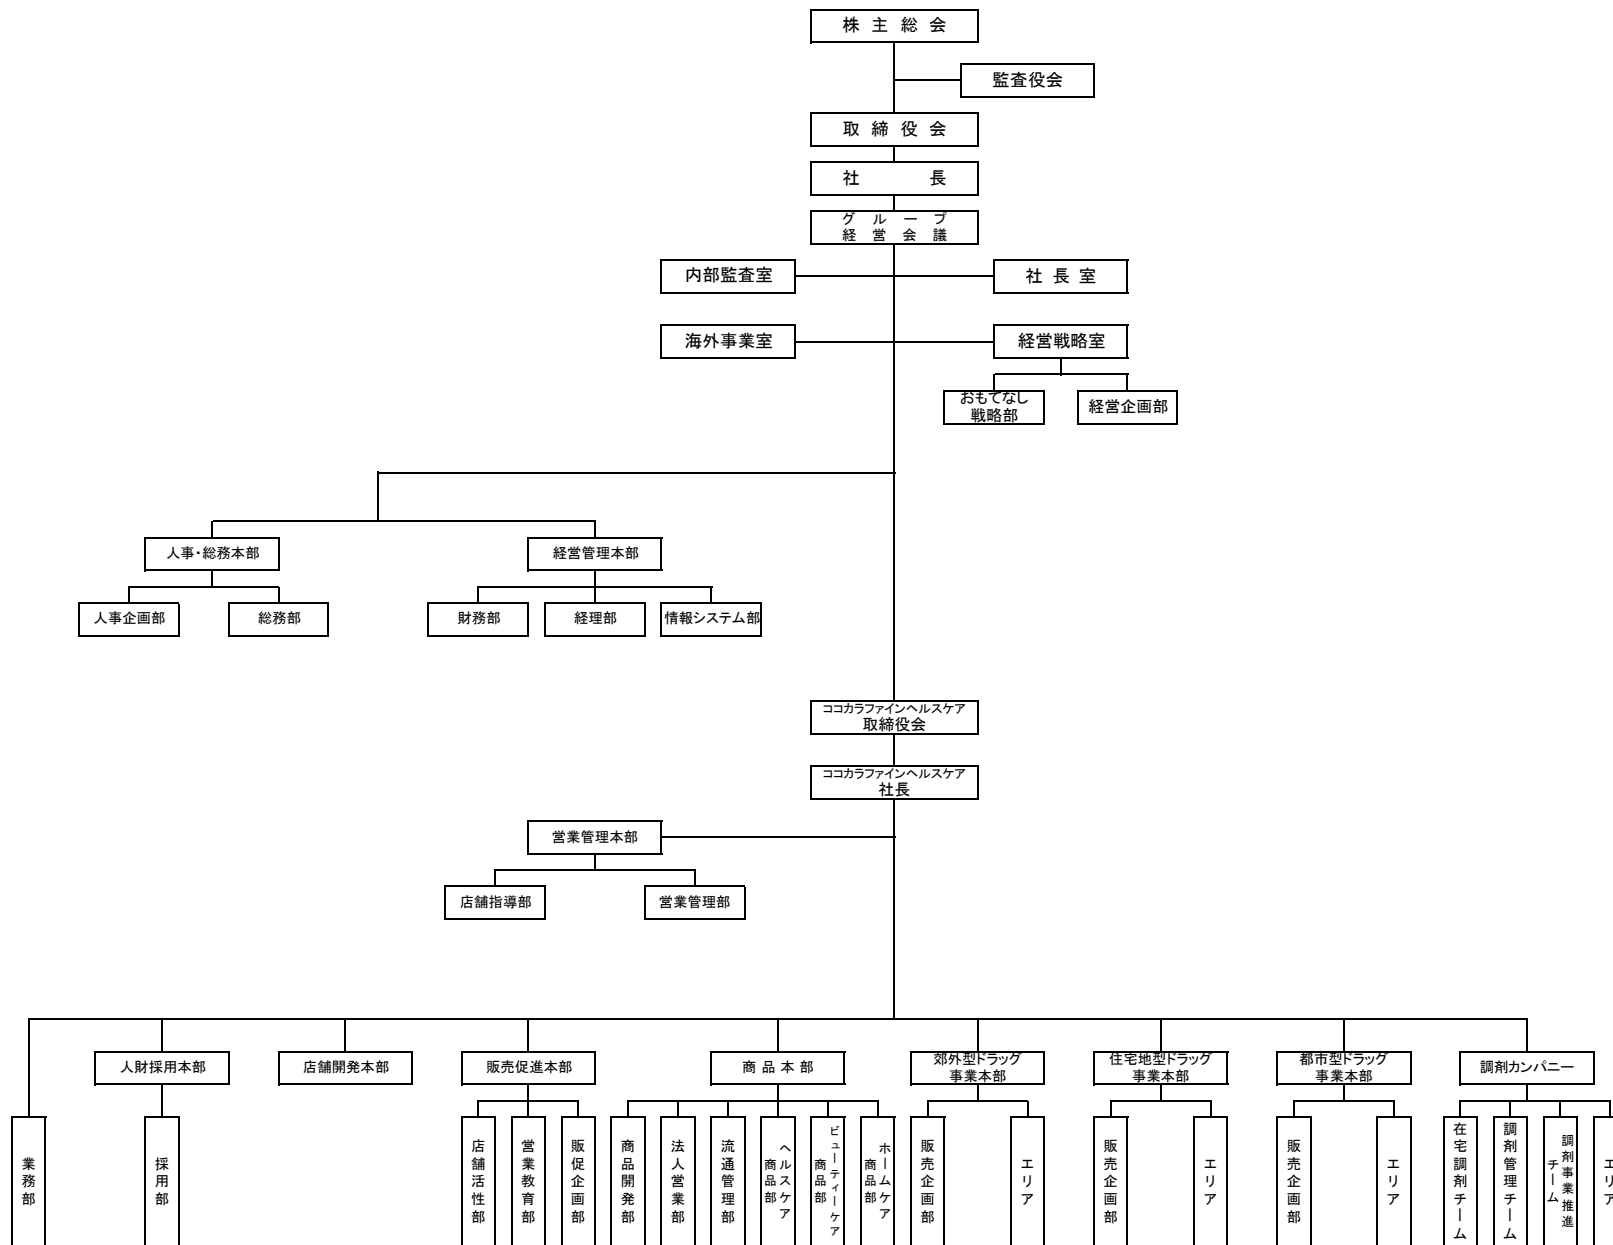 株主総会
監査役会
取締役会
社長
グループ
経営会議
内部監査室
社長室
海外事業室
経営戦略室
おもてなし
戦略部
経営企画部
人事・総務本部
経営管理本部
人事企画部
総務部
財務部
経理部
情報システム部
ココカラファインヘルスケア
取締役会
ココカラファインヘルスケア
社長
営業管理本部
店舗指導部
営業管理部
人財採用本部
店舗開発本部
販売促進本部
商品本部
郊外型ドラッグ
事業本部
住宅地型ドラッグ
事業本部
都市型ドラッグ
事業本部
調剤カンパニー
業務部
採用部
店舗活性部
営業教育部
販促企画部
商品開発部
法人営業部
流通管理部
ヘルスケア
商品部
ビューティーケア
商品部
ホームケア
商品部
販売企画部
エリア
販売企画部
エリア
販売企画部
エリア
在宅調剤チーム
調剤管理チーム
調剤事業推進
チーム
エリア